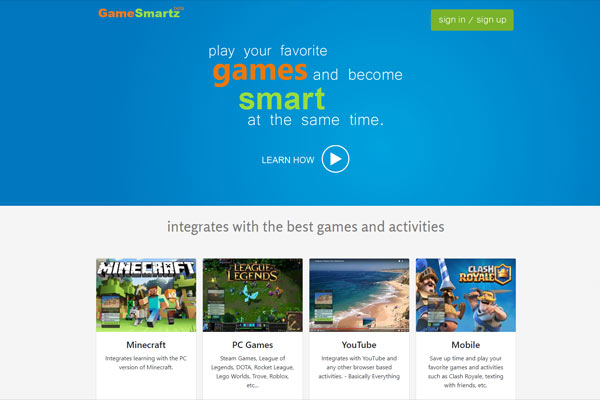 GameSmartz beta
sign in / sign up
play your favorite
games and become
smart
at the same time.
LEARN HOW
integrates with the best games and activities
MINECRAFT
LEAGUE of LEGENDS
CLASH ROYALE
Minecraft
Integrates learning with the PC
version of Minecraft.
PC Games
Steam Games, League of
Legends, DOTA, Rocket League,
Lego Worlds. Trove, Roblox,
etc...
YouTube
Integrates with YouTube and
any other browser based
activities. - Basically Everything
Mobile
Save up time and play your
favorite games and activities
such as Clash Royale, texting
with friends, etc.